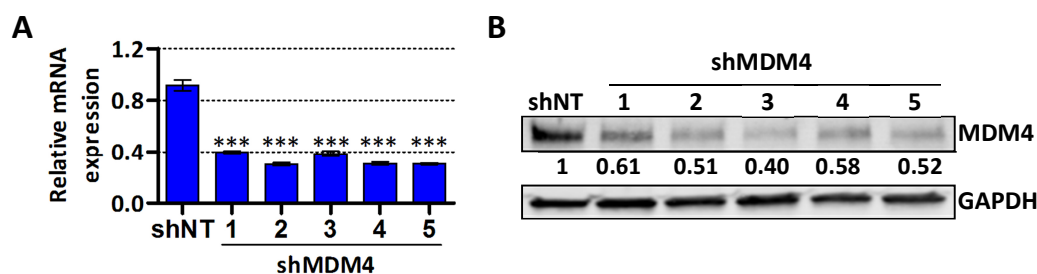 A
Relative mRNA
expression
1.2
0.8
0.4
0.0
*** *** *** *** ***
shNT 1 2 3 4 5
shMDM4
B
shMDM4
shNT 1 2 3 4 5
MDM4
1 0.61 0.51 0.40 0.58 0.52
GAPDH